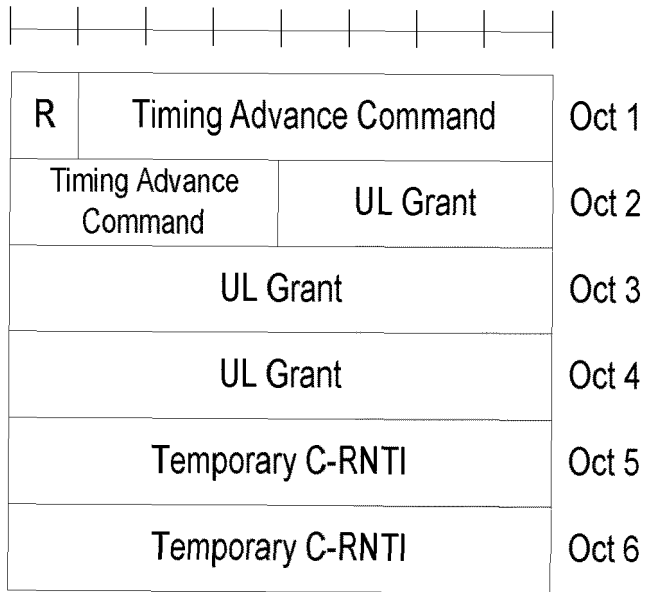 R Timing Advance Command Oct 1
Timing Advance
Command UL Grant Oct 2
UL Grant Oct 3
UL Grant Oct 4
Temporary C-RNTI Oct 5
Temporary C-RNTI Oct 6